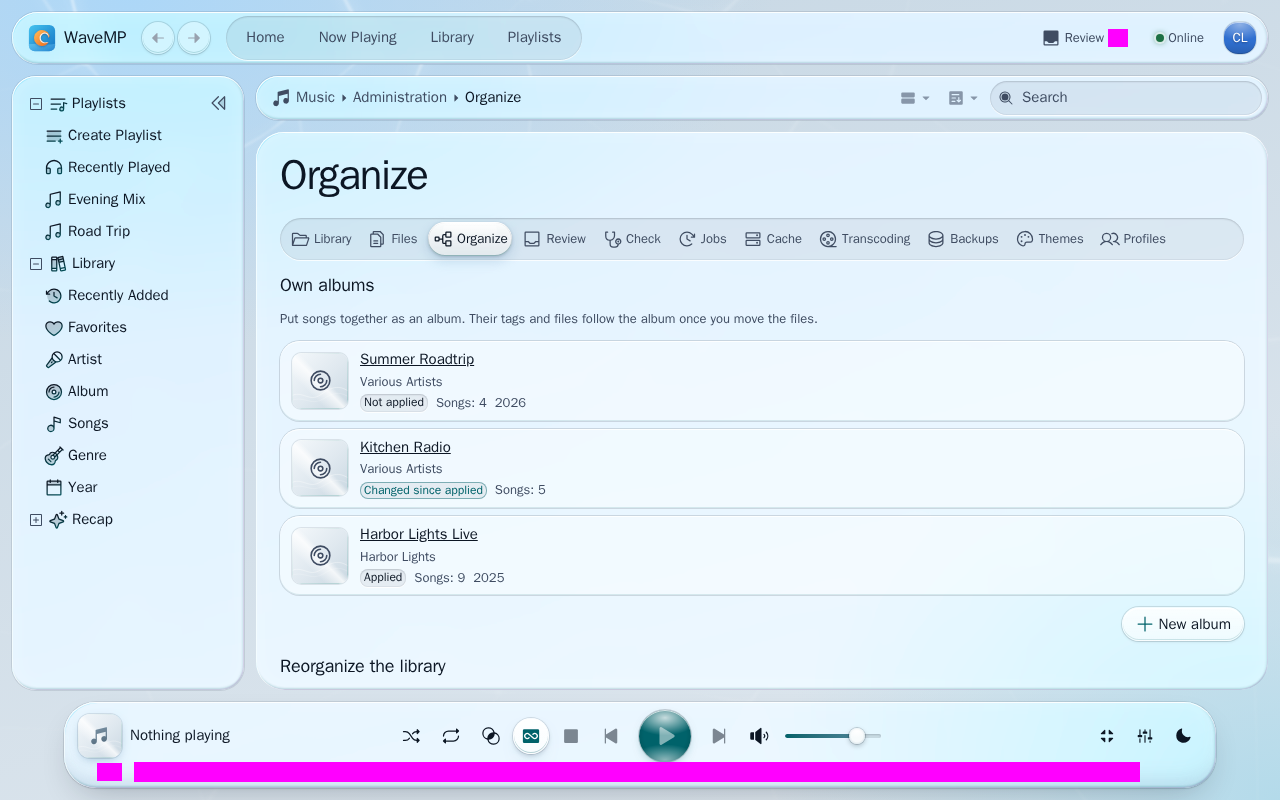 WaveMP
Home
Now Playing
Library
Playlists
Review
Online
CL
Playlists
Create Playlist
Recently Played
Evening Mix
Road Trip
Library
Recently Added
Favorites
Artist
Album
Songs
Genre
Year
Recap
Music
Administration
Organize
Search
Organize
Library
Files
Organize
Review
Check
Jobs
Cache
Transcoding
Backups
Themes
Profiles
Own albums
Put songs together as an album. Their tags and files follow the album once you move the files.
Summer Roadtrip
Various Artists
Not applied Songs: 4 2026
Kitchen Radio
Various Artists
Changed since applied Songs: 5
Harbor Lights Live
Harbor Lights
Applied Songs: 9 2025
New album
Reorganize the library
Nothing playing